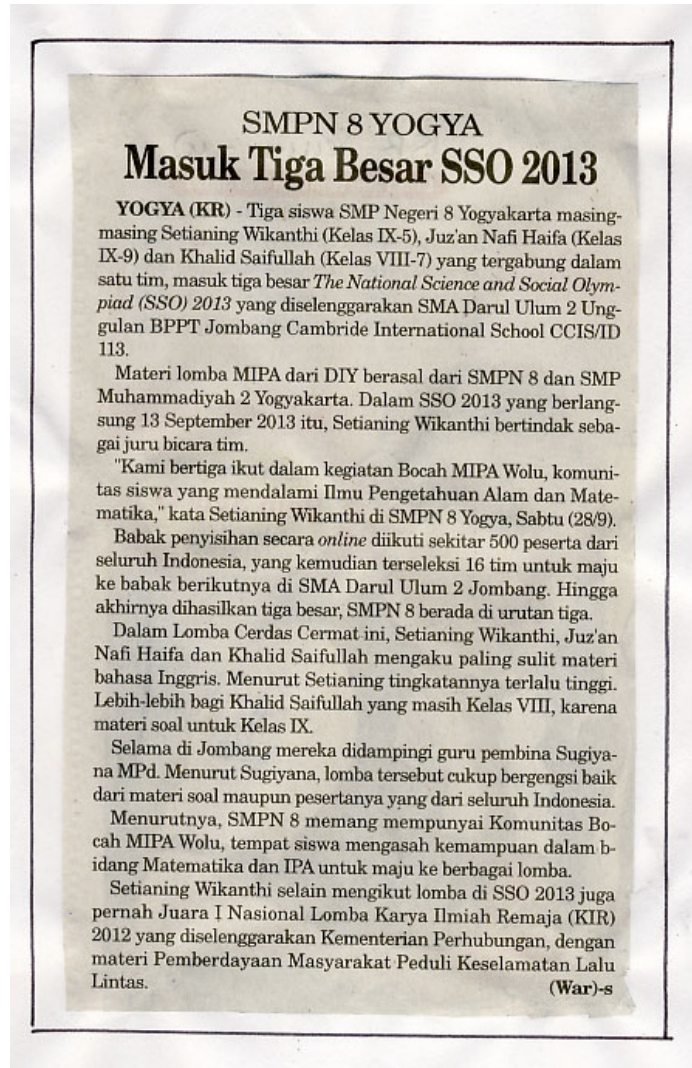 SMPN 8 YOGYA
Masuk Tiga Besar SSO 2013
YOGYA (KR) - Tiga siswa SMP Negeri 8 Yogyakarta masing-
masing Setianing Wikanthi (Kelas IX-5), Juz'an Nafi Haifa (Kelas
IX-9) dan Khalid Saifullah (Kelas VIII-7) yang tergabung dalam
satu tim, masuk tiga besar The National Science and Social Olym-
piad (SSO) 2013 yang diselenggarakan SMA Darul Ulum 2 Ung-
gulan BPPT Jombang Cambride International School CCIS/ID
113.
Materi lomba MIPA dari DIY berasal dari SMPN 8 dan SMP
Muhammadiyah 2 Yogyakarta. Dalam SSO 2013 yang berlang-
sung 13 September 2013 itu, Setianing Wikanthi bertindak seba-
gai juru bicara tim.
"Kami bertiga ikut dalam kegiatan Bocah MIPA Wolu, komuni-
tas siswa yang mendalami Ilmu Pengetahuan Alam dan Mate-
matika," kata Setianing Wikanthi di SMPN 8 Yogya, Sabtu (28/9).
Babak penyisihan secara online diikuti sekitar 500 peserta dari
seluruh Indonesia, yang kemudian terseleksi 16 tim untuk maju
ke babak berikutnya di SMA Darul Ulum 2 Jombang. Hingga
akhirnya dihasilkan tiga besar, SMPN 8 berada di urutan tiga.
Dalam Lomba Cerdas Cermat ini, Setianing Wikanthi, Juz'an
Nafi Haifa dan Khalid Saifullah mengaku paling sulit materi
bahasa Inggris. Menurut Setianing tingkatannya terlalu tinggi.
Lebih-lebih bagi Khalid Saifullah yang masih Kelas VIII, karena
materi soal untuk Kelas IX.
Selama di Jombang mereka didampingi guru pembina Sugiya-
na MPd. Menurut Sugiyana, lomba tersebut cukup bergengsi baik
dari materi soal maupun pesertanya yang dari seluruh Indonesia.
Menurutnya, SMPN 8 memang mempunyai Komunitas Bo-
cah MIPA Wolu, tempat siswa mengasah kemampuan dalam b-
idang Matematika dan IPA untuk maju ke berbagai lomba.
Setianing Wikanthi selain mengikut lomba di SSO 2013 juga
pernah Juara I Nasional Lomba Karya Ilmiah Remaja (KIR)
2012 yang diselenggarakan Kementerian Perhubungan, dengan
materi Pemberdayaan Masyarakat Peduli Keselamatan Lalu
Lintas. (War)-s